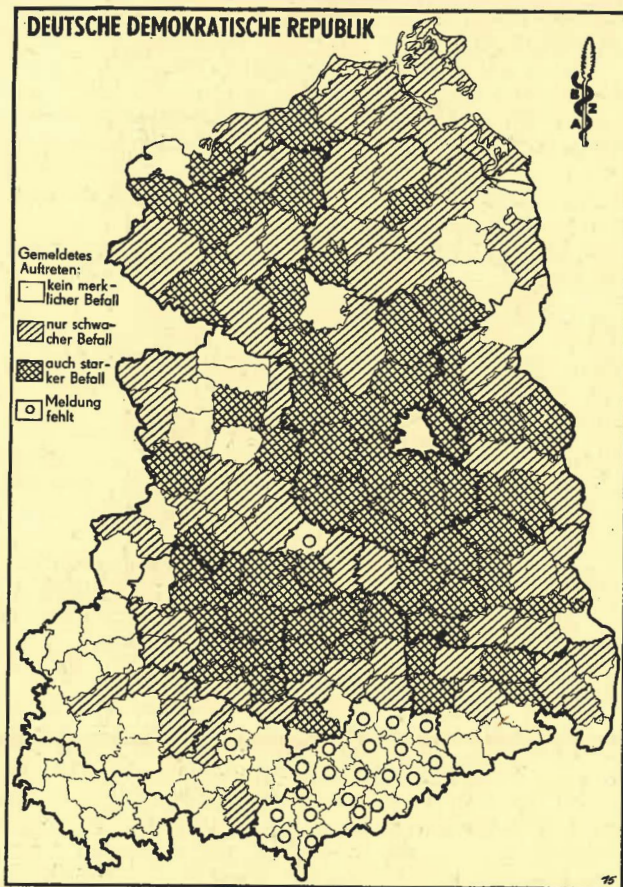 DEUTSCHE DEMOKRATISCHE REPUBLIK
B Z A
Gemeldetes
Auftreten:
kein merk-
licher Befall
nur schwa-
cher Befall
auch star-
ker Befall
Meldung
fehlt
15